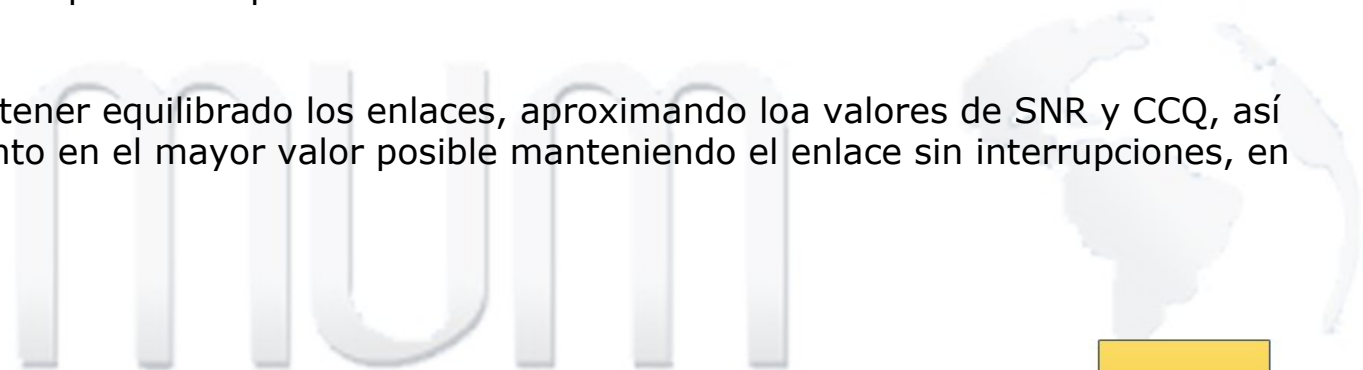 tener equilibrado los enlaces, aproximando loa valores de SNR y CCQ, así
nto en el mayor valor posible manteniendo el enlace sin interrupciones, en
mum